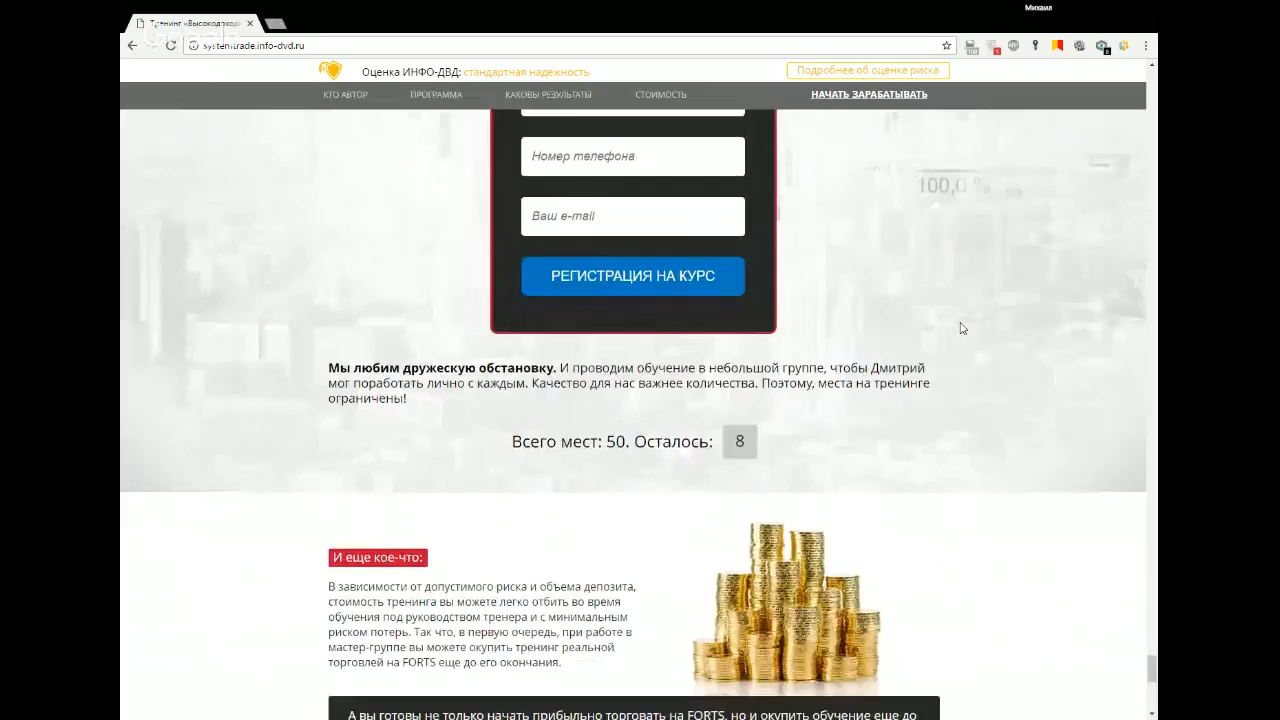 Михаил
Тренинг «Высокодоход
systemtrade.info-dvd.ru
Оценка ИНФО-ДВД: стандартная надежность
Подробнее об оценке риска
КТО АВТОР
ПРОГРАММА
КАКОВЫ РЕЗУЛЬТАТЫ
СТОИМОСТЬ
НАЧАТЬ ЗАРАБАТЫВАТЬ
Номер телефона
100,0 %
Ваш e-mail
РЕГИСТРАЦИЯ НА КУРС
Мы любим дружескую обстановку. И проводим обучение в небольшой группе, чтобы Дмитрий
мог поработать лично с каждым. Качество для нас важнее количества. Поэтому, места на тренинге
ограничены!
Всего мест: 50. Осталось: 8
И еще кое-что:
В зависимости от допустимого риска и объема депозита,
стоимость тренинга вы можете легко отбить во время
обучения под руководством тренера и с минимальным
риском потерь. Так что, в первую очередь, при работе в
мастер-группе вы можете окупить тренинг реальной
торговлей на FORTS еще до его окончания.
А вы готовы не только начать прибыльно торговать на FORTS, но и окупить обучение еще до